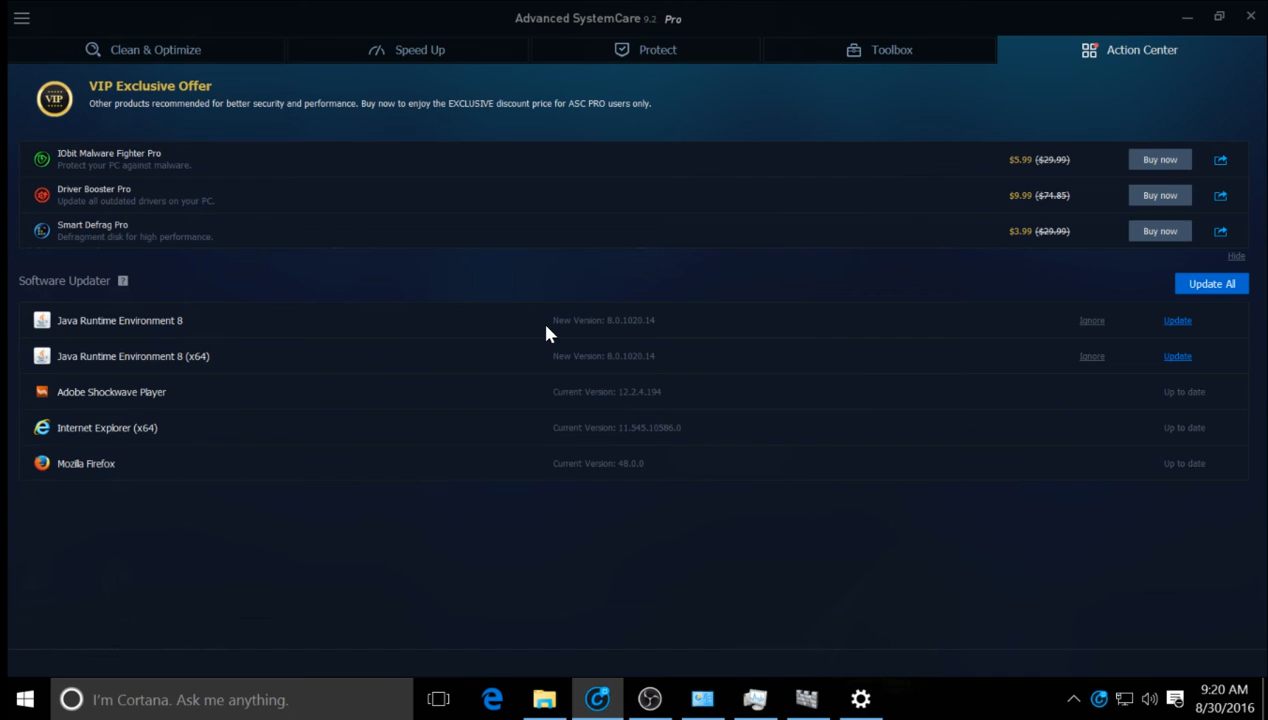 Advanced SystemCare 9.2 Pro
Clean & Optimize Speed Up Protect Toolbox Action Center
VIP VIP Exclusive Offer
Other products recommended for better security and performance. Buy now to enjoy the EXCLUSIVE discount price for ASC PRO users only.
IObit Malware Fighter Pro
Protect your PC against malware.
$5.99 ($29.99) Buy now
Driver Booster Pro
Update all outdated drivers on your PC.
$9.99 ($74.85) Buy now
Smart Defrag Pro
Defragment disk for high performance.
$3.99 ($29.99) Buy now
Hide
Software Updater ? Update All
Java Runtime Environment 8 New Version: 8.0.1020.14 Ignore Update
Java Runtime Environment 8 (x64) New Version: 8.0.1020.14 Ignore Update
Adobe Shockwave Player Current Version: 12.2.4.194 Up to date
Internet Explorer (x64) Current Version: 11.545.10586.0 Up to date
Mozilla Firefox Current Version: 48.0.0 Up to date
I'm Cortana. Ask me anything.
9:20 AM
8/30/2016